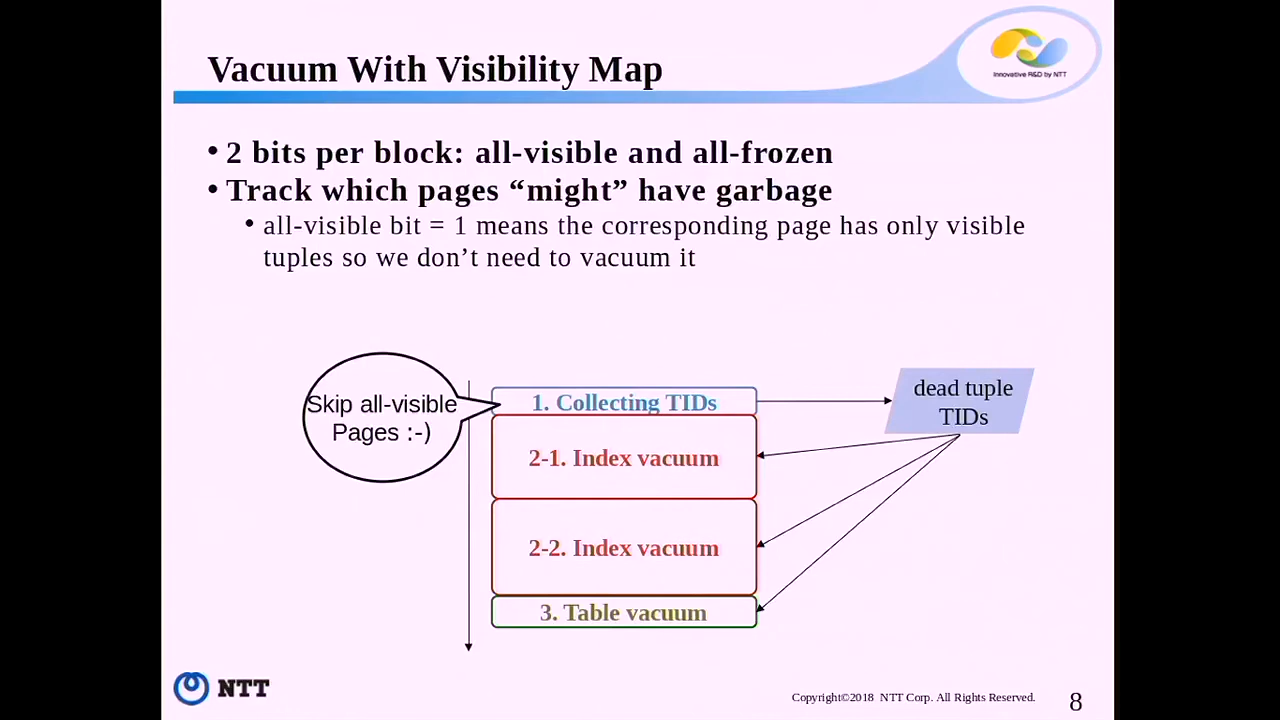 Vacuum With Visibility Map
Innovative R&D by NTT
• 2 bits per block: all-visible and all-frozen
• Track which pages “might” have garbage
• all-visible bit = 1 means the corresponding page has only visible
tuples so we don’t need to vacuum it
Skip all-visible
Pages :-)
1. Collecting TIDs
dead tuple
TIDs
2-1. Index vacuum
2-2. Index vacuum
3. Table vacuum
NTT
Copyright©2018 NTT Corp. All Rights Reserved.
8